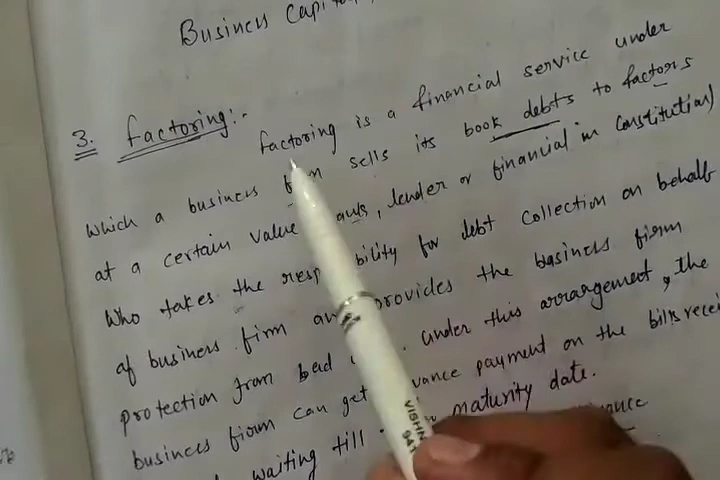 Business Capi
3. Factoring:-
Factoring is a financial service under
which a business sells its book debts to factors
at a certain value , lender or financial in constitution)
Who takes the for debt collection on behalf
of business firm provides the business firm
protection from bad under this arrangement, the
business firm can get payment on the bills recei
waiting till maturity date.
VISHN
94